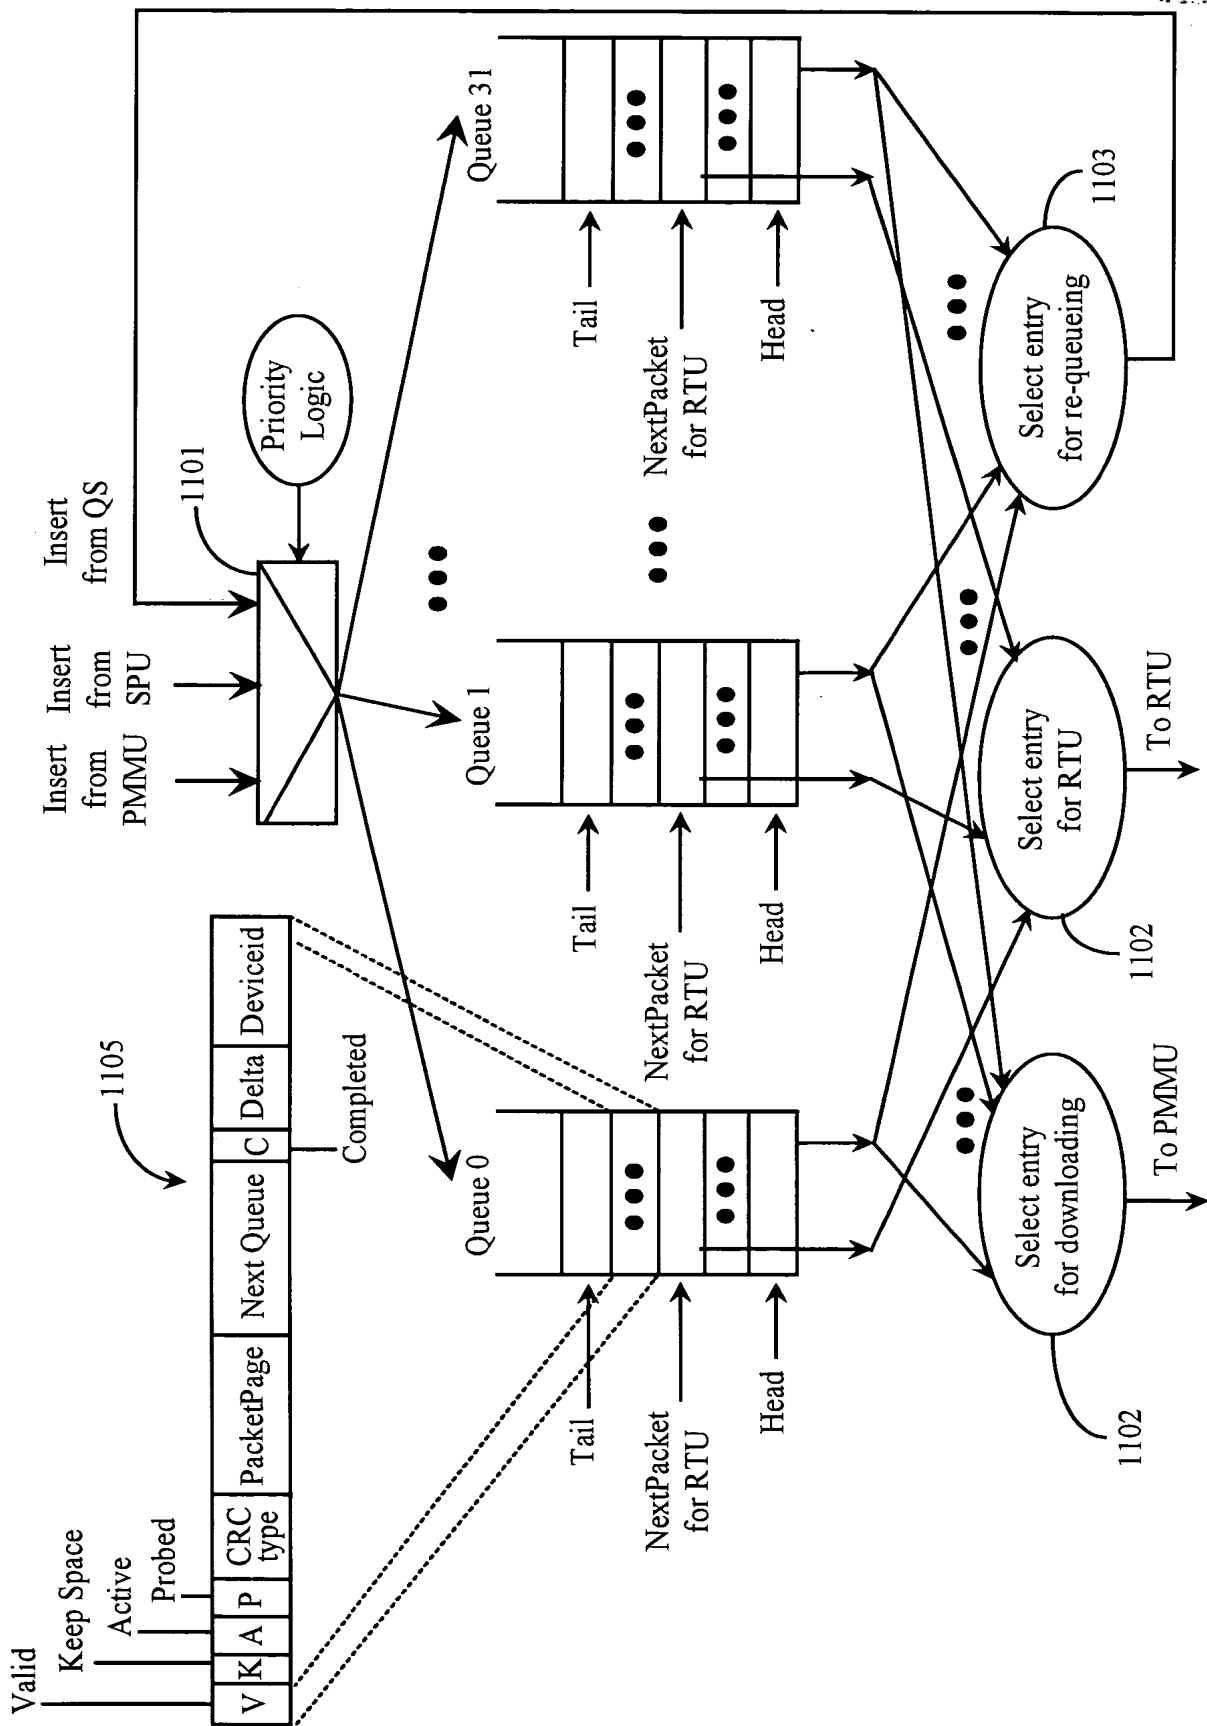 Valid
Keep Space
Active
Probed
V
K
A
P
CRC
type
PacketPage
Next Queue
C
Delta
Deviceid
Completed
1105
Insert
from
PMMU
Insert
from
SPU
Insert
from QS
1101
Priority
Logic
Queue 0
Queue 1
Queue 31
Tail
NextPacket
for RTU
Head
Tail
NextPacket
for RTU
Head
Tail
NextPacket
for RTU
Head
Select entry
for downloading
1102
To PMMU
Select entry
for RTU
1102
To RTU
Select entry
for re-queueing
1103